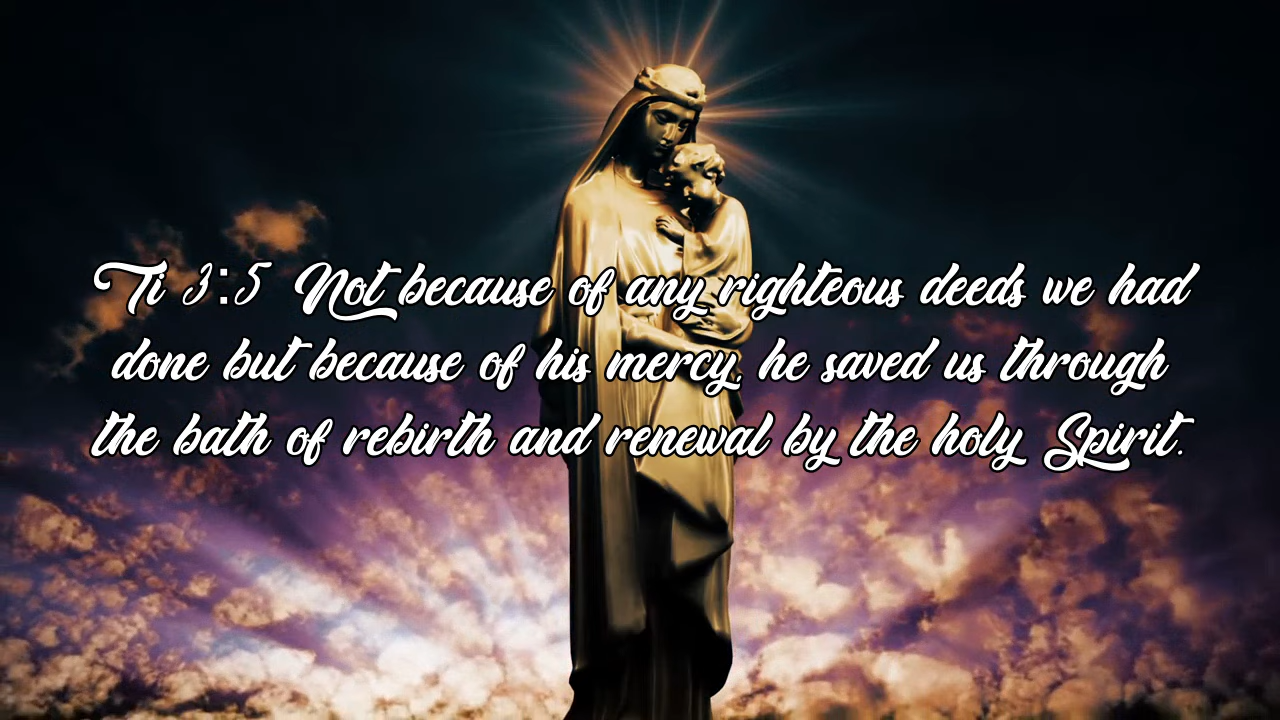 Ti 3:5 Not because of any righteous deeds we had
done but because of his mercy, he saved us through
the bath of rebirth and renewal by the holy Spirit.